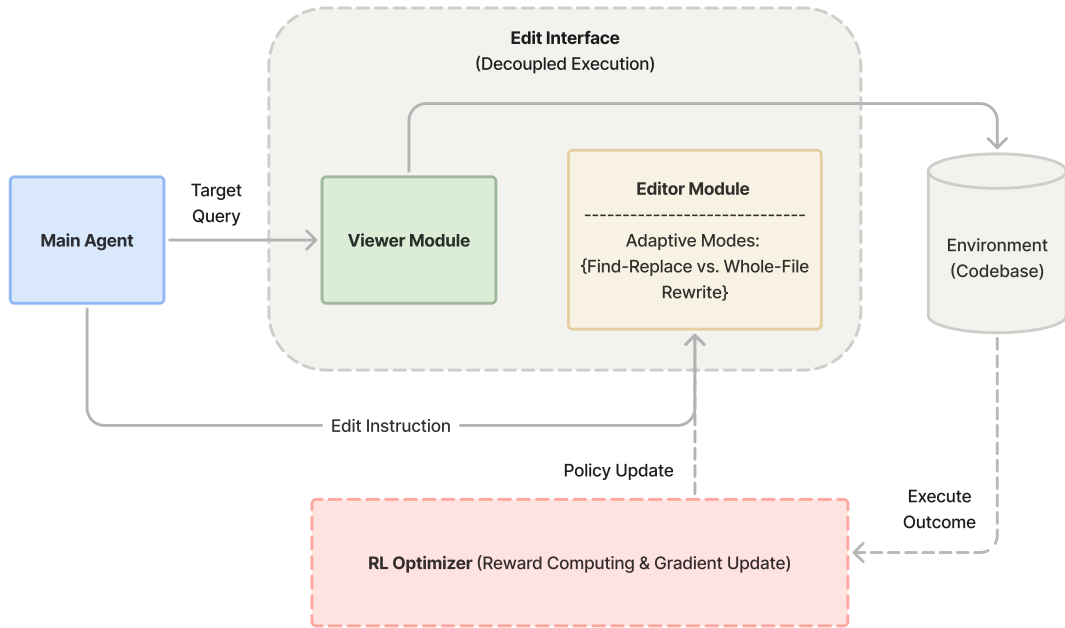 Edit Interface
(Decoupled Execution)
Target
Query
Main Agent
Viewer Module
Editor Module
Adaptive Modes:
{Find-Replace vs. Whole-File
Rewrite}
Environment
(Codebase)
Edit Instruction
Policy Update
Execute
Outcome
RL Optimizer (Reward Computing & Gradient Update)